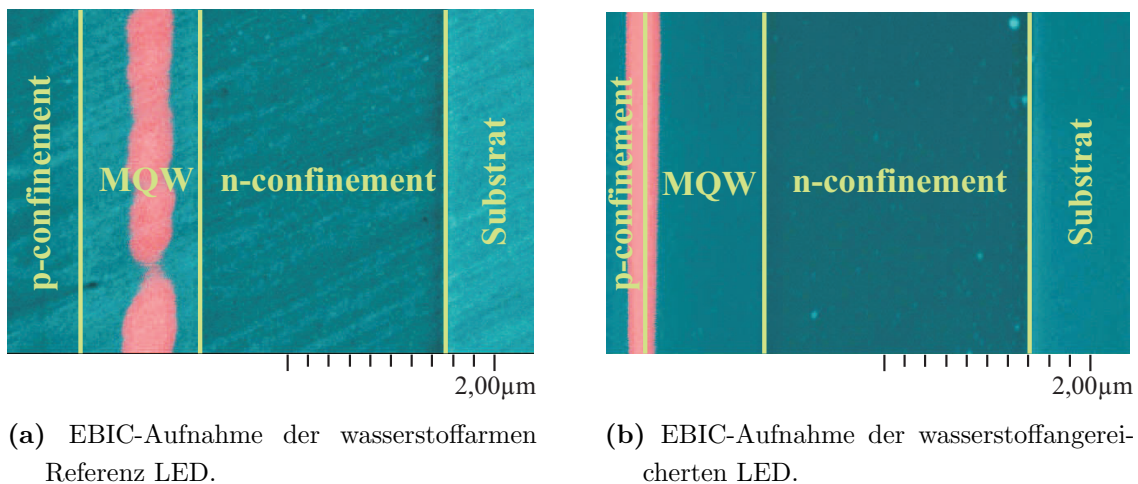 p-confinement
MQW
n-confinement
Substrat
2,00µm
p-confinement
MQW
n-confinement
Substrat
2,00µm
(a) EBIC-Aufnahme der wasserstoffarmen
Referenz LED.
(b) EBIC-Aufnahme der wasserstoffangerei-
cherten LED.